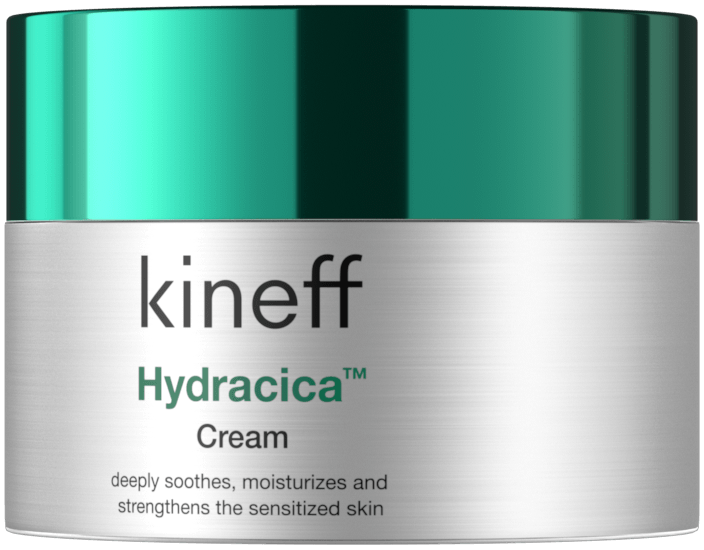 kineff
Hydracica™
Cream
deeply soothes, moisturizes and
strengthens the sensitized skin